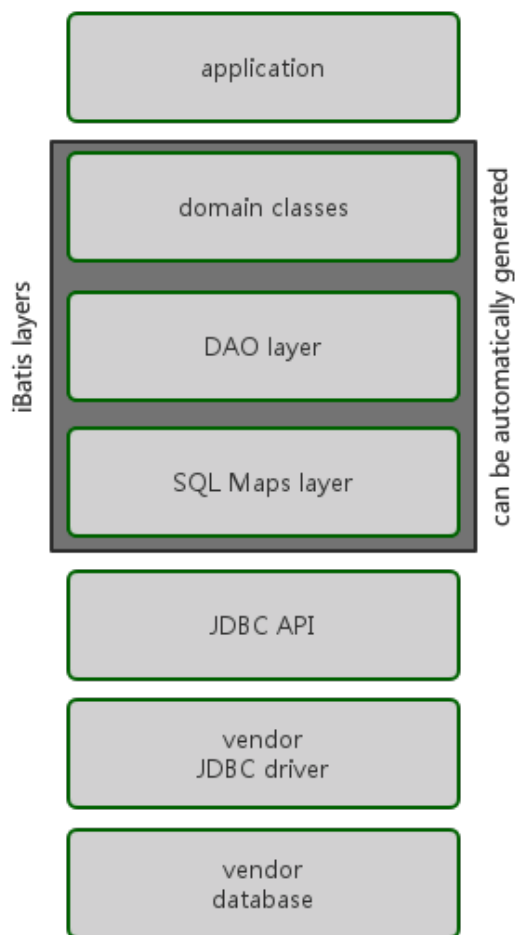 application
domain classes
iBatis layers
can be automatically generated
DAO layer
SQL Maps layer
JDBC API
vendor
JDBC driver
vendor
database